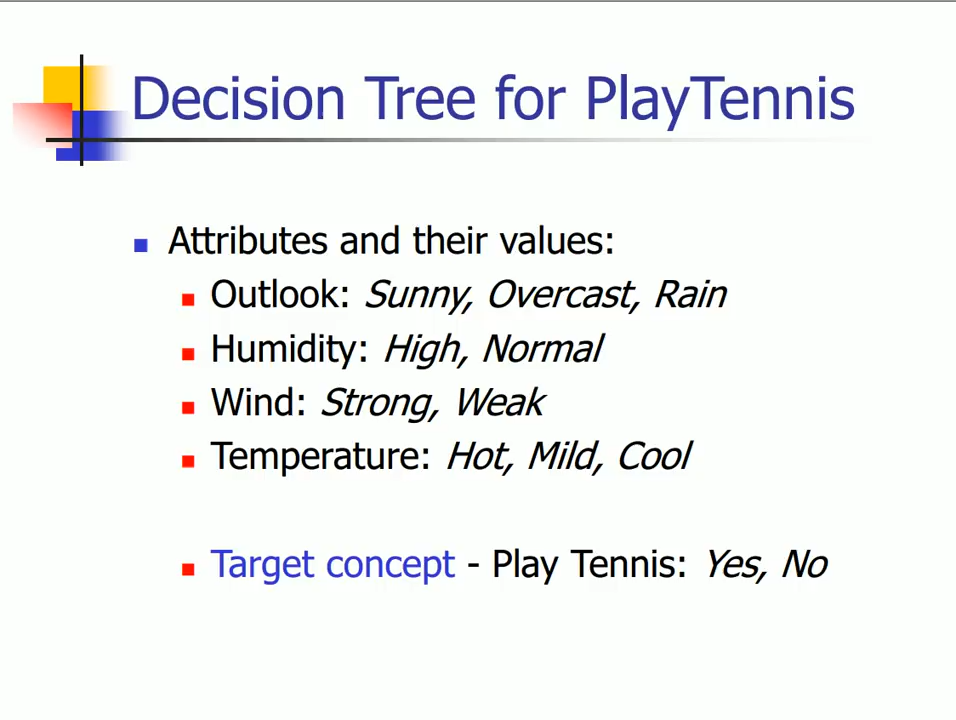 Decision Tree for PlayTennis
Attributes and their values:
Outlook: Sunny, Overcast, Rain
Humidity: High, Normal
Wind: Strong, Weak
Temperature: Hot, Mild, Cool
Target concept - Play Tennis: Yes, No